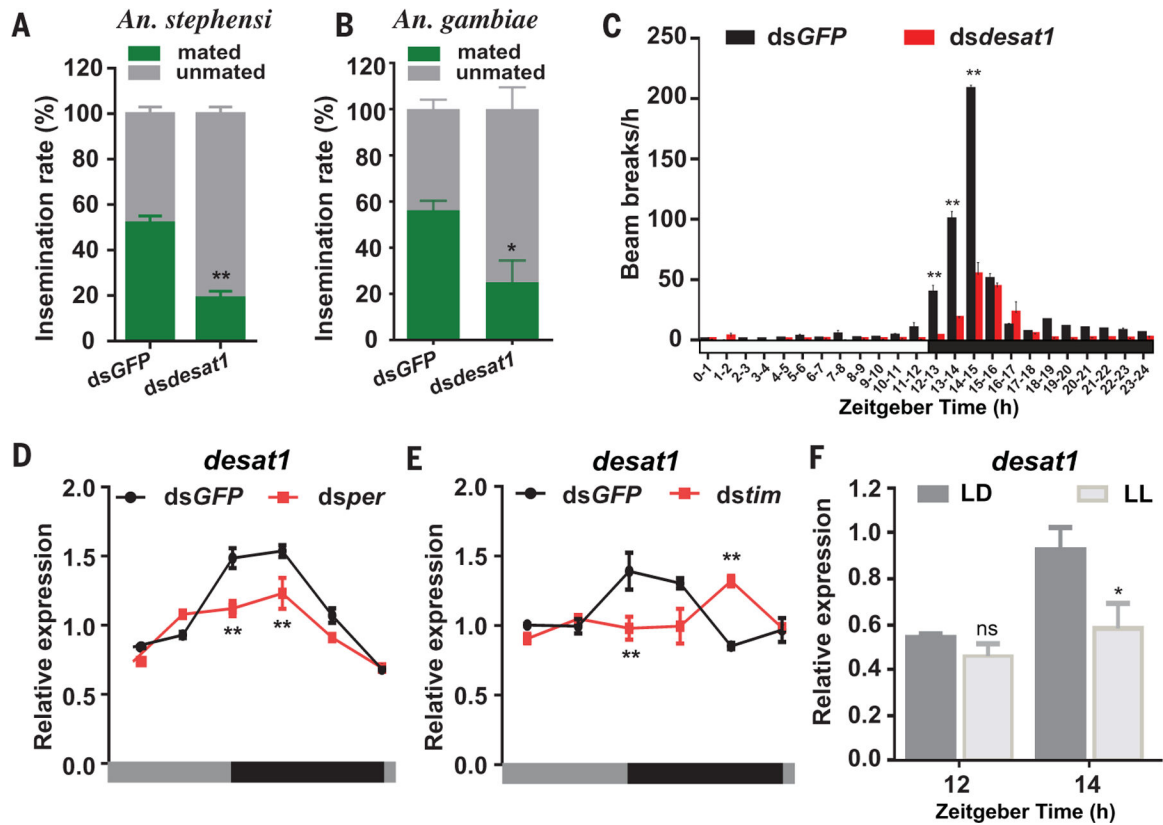 A
An. stephensi
mated
unmated
Insemination rate (%)
120
100
80
60
40
20
0
**
dsGFP
dsdesat1
B
An. gambiae
mated
unmated
Insemination rate (%)
120
100
80
60
40
20
0
*
dsGFP
dsdesat1
C
dsGFP
dsdesat1
Beam breaks/h
250
200
150
100
50
0
**
**
**
0-1
1-2
2-3
3-4
4-5
5-6
6-7
7-8
8-9
9-10
10-11
11-12
12-13
13-14
14-15
15-16
16-17
17-18
18-19
19-20
20-21
21-22
22-23
23-24
Zeitgeber Time (h)
D
desat1
dsGFP
dsper
Relative expression
2.0
1.5
1.0
0.5
0.0
**
**
E
desat1
dsGFP
dstim
Relative expression
2.0
1.5
1.0
0.5
0.0
**
**
F
desat1
LD
LL
Relative expression
1.2
1.0
0.8
0.6
0.4
0.2
0.0
ns
*
12
14
Zeitgeber Time (h)